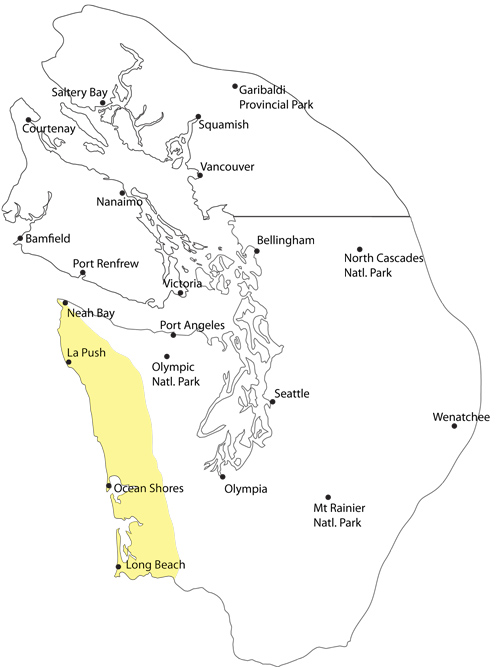 Garibaldi
Provincial Park
Saltery Bay
Squamish
Courtenay
Vancouver
Nanaimo
Bamfield
Bellingham
North Cascades
Natl. Park
Port Renfrew
Victoria
Neah Bay
Port Angeles
La Push
Olympic
Natl. Park
Seattle
Wenatchee
Ocean Shores
Olympia
Mt Rainier
Natl. Park
Long Beach